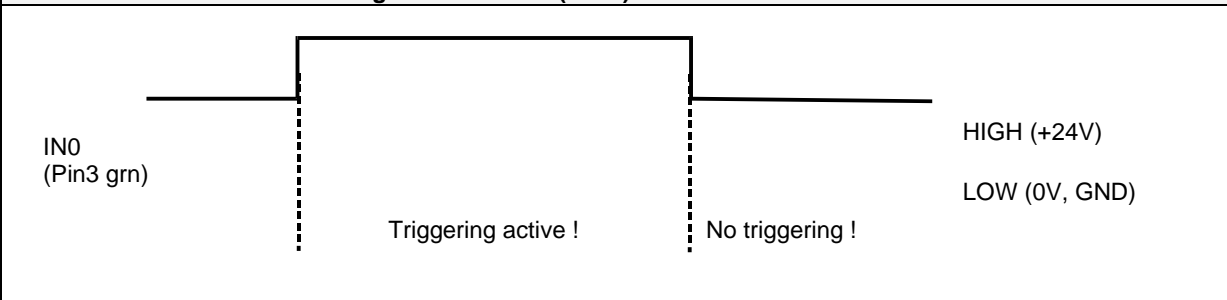 IN0
(Pin3 grn)
HIGH (+24V)
LOW (0V, GND)
Triggering active !
No triggering !